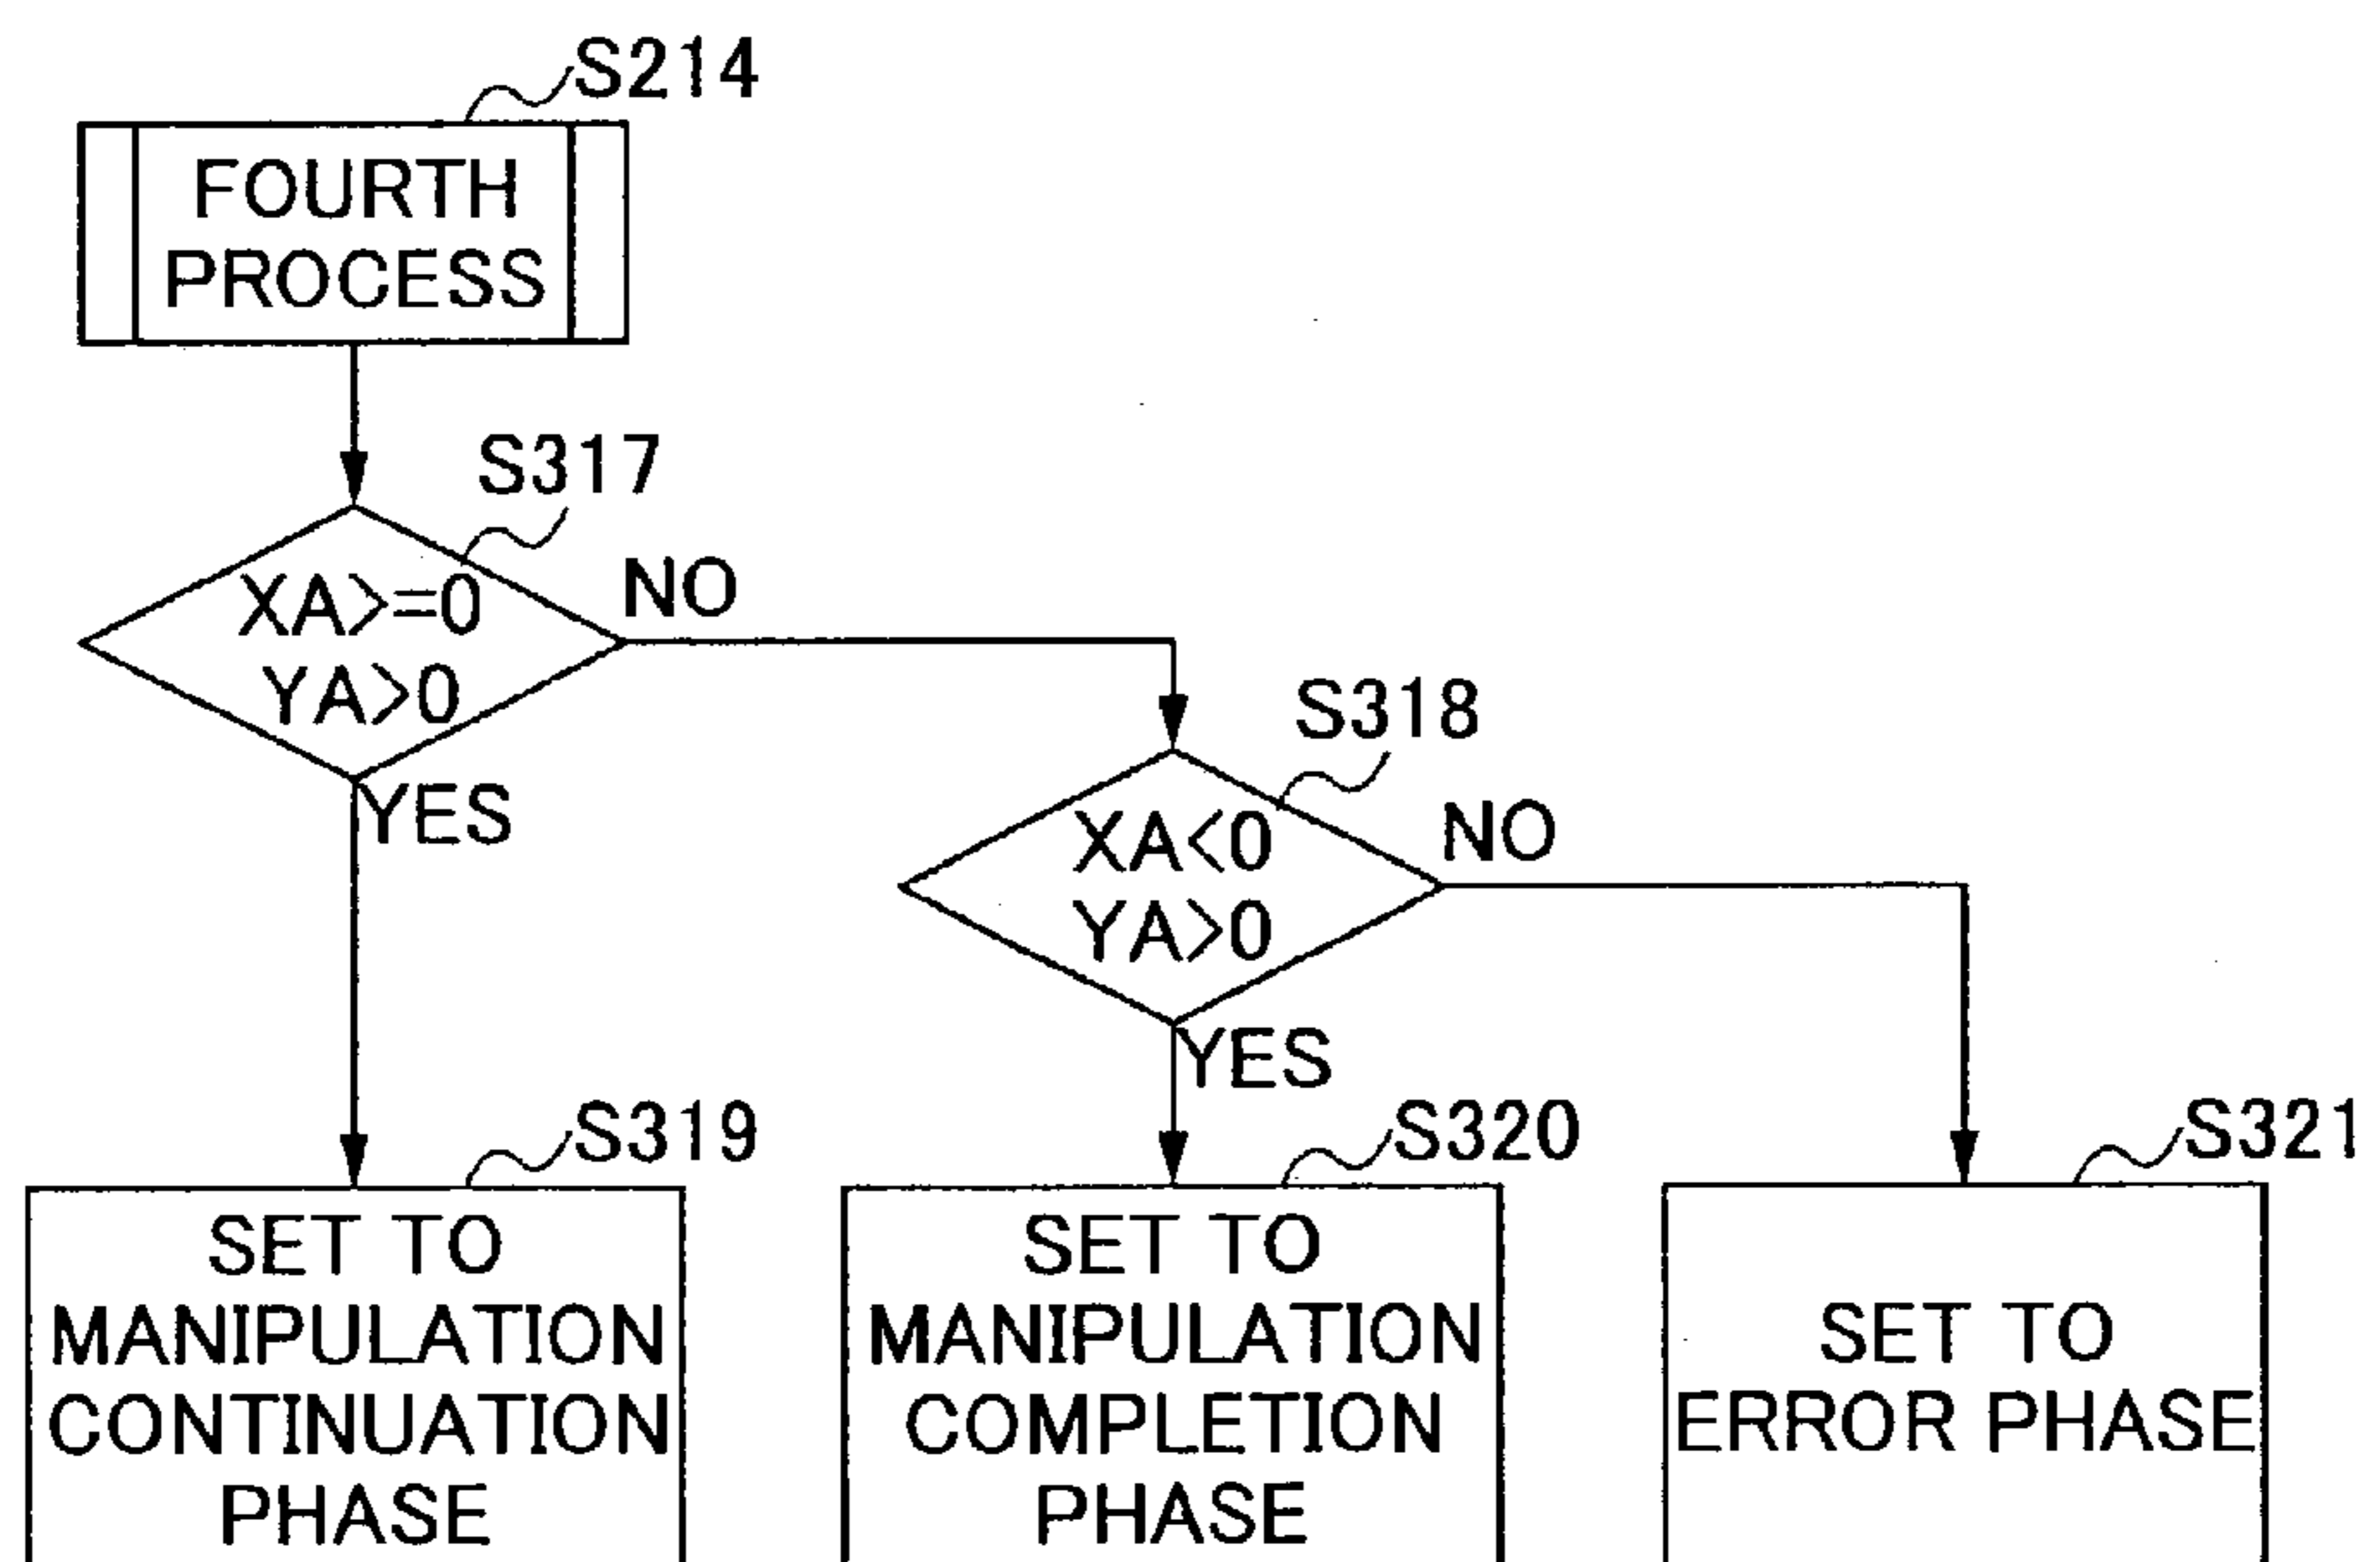 S214
FOURTH
PROCESS
S317
XA>=0
YA>0
NO
YES
S318
XA<0
YA>0
NO
YES
S319
SET TO
MANIPULATION
CONTINUATION
PHASE
S320
SET TO
MANIPULATION
COMPLETION
PHASE
S321
SET TO
ERROR PHASE